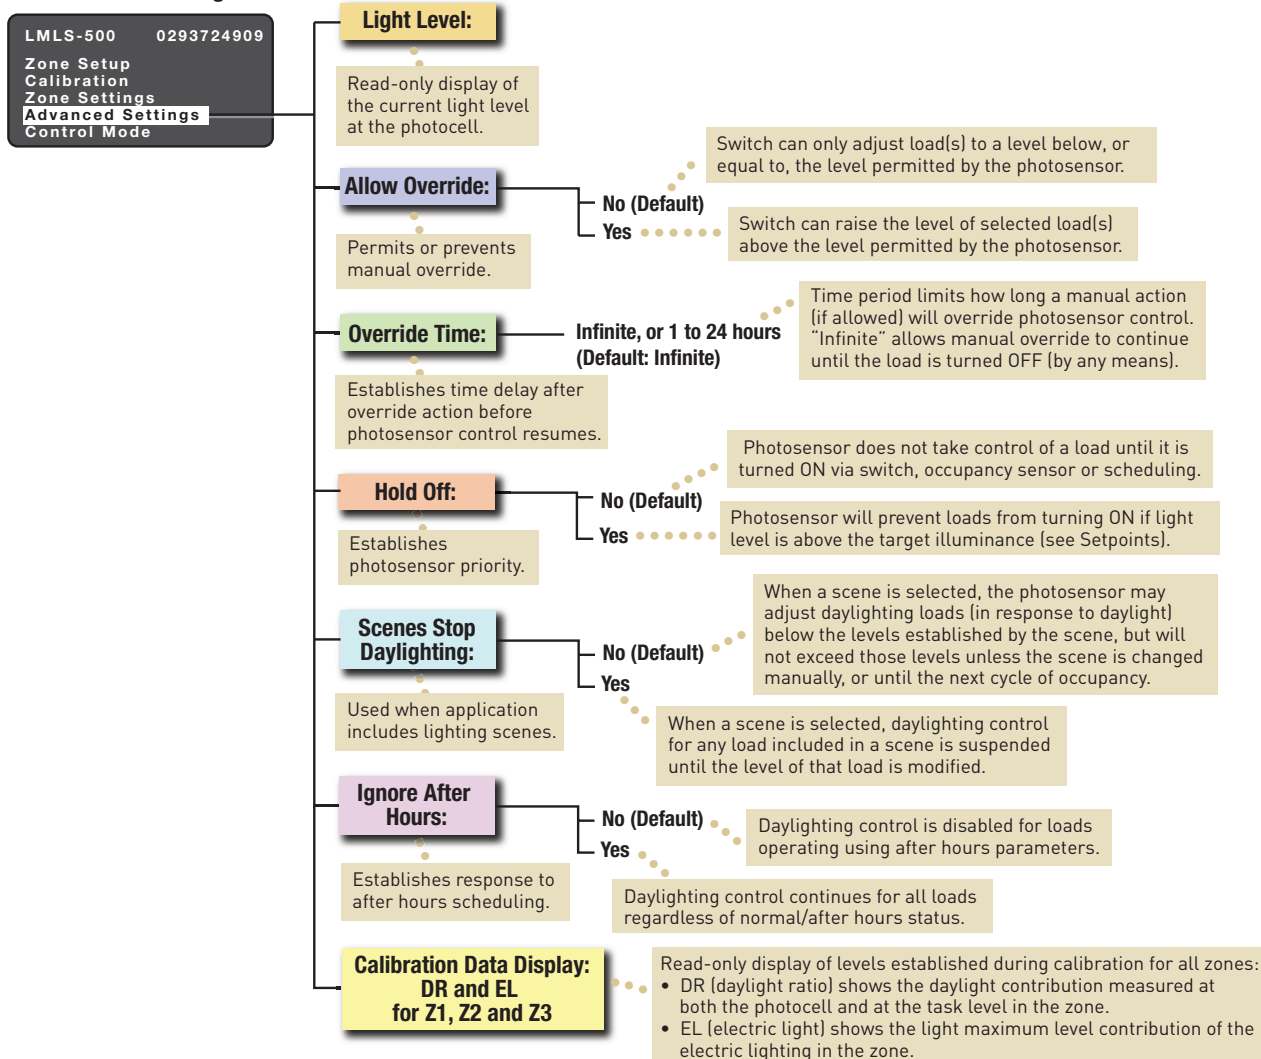 LMLS-500 0293724909
Zone Setup
Calibration
Zone Settings
Advanced Settings
Control Mode
Light Level:
Read-only display of
the current light level
at the photocell.
Allow Override:
Permits or prevents
manual override.
No (Default)
Switch can only adjust load(s) to a level below, or
equal to, the level permitted by the photosensor.
Yes
Switch can raise the level of selected load(s)
above the level permitted by the photosensor.
Override Time:
Establishes time delay after
override action before
photosensor control resumes.
Infinite, or 1 to 24 hours
(Default: Infinite)
Time period limits how long a manual action
(if allowed) will override photosensor control.
“Infinite” allows manual override to continue
until the load is turned OFF (by any means).
Hold Off:
Establishes
photosensor priority.
No (Default)
Photosensor does not take control of a load until it is
turned ON via switch, occupancy sensor or scheduling.
Yes
Photosensor will prevent loads from turning ON if light
level is above the target illuminance (see Setpoints).
Scenes Stop
Daylighting:
Used when application
includes lighting scenes.
No (Default)
When a scene is selected, the photosensor may
adjust daylighting loads (in response to daylight)
below the levels established by the scene, but will
not exceed those levels unless the scene is changed
manually, or until the next cycle of occupancy.
Yes
When a scene is selected, daylighting control
for any load included in a scene is suspended
until the level of that load is modified.
Ignore After
Hours:
Establishes response to
after hours scheduling.
No (Default)
Daylighting control is disabled for loads
operating using after hours parameters.
Yes
Daylighting control continues for all loads
regardless of normal/after hours status.
Calibration Data Display:
DR and EL
for Z1, Z2 and Z3
Read-only display of levels established during calibration for all zones:
• DR (daylight ratio) shows the daylight contribution measured at
both the photocell and at the task level in the zone.
• EL (electric light) shows the light maximum level contribution of the
electric lighting in the zone.